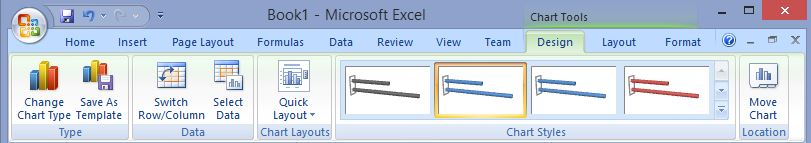 Book1 - Microsoft Excel
Chart Tools
Home Insert Page Layout Formulas Data Review View Team Design Layout Format
Change Chart Type
Save As Template
Switch Row/Column
Select Data
Quick Layout
Move Chart
Type Data Chart Layouts Chart Styles Location